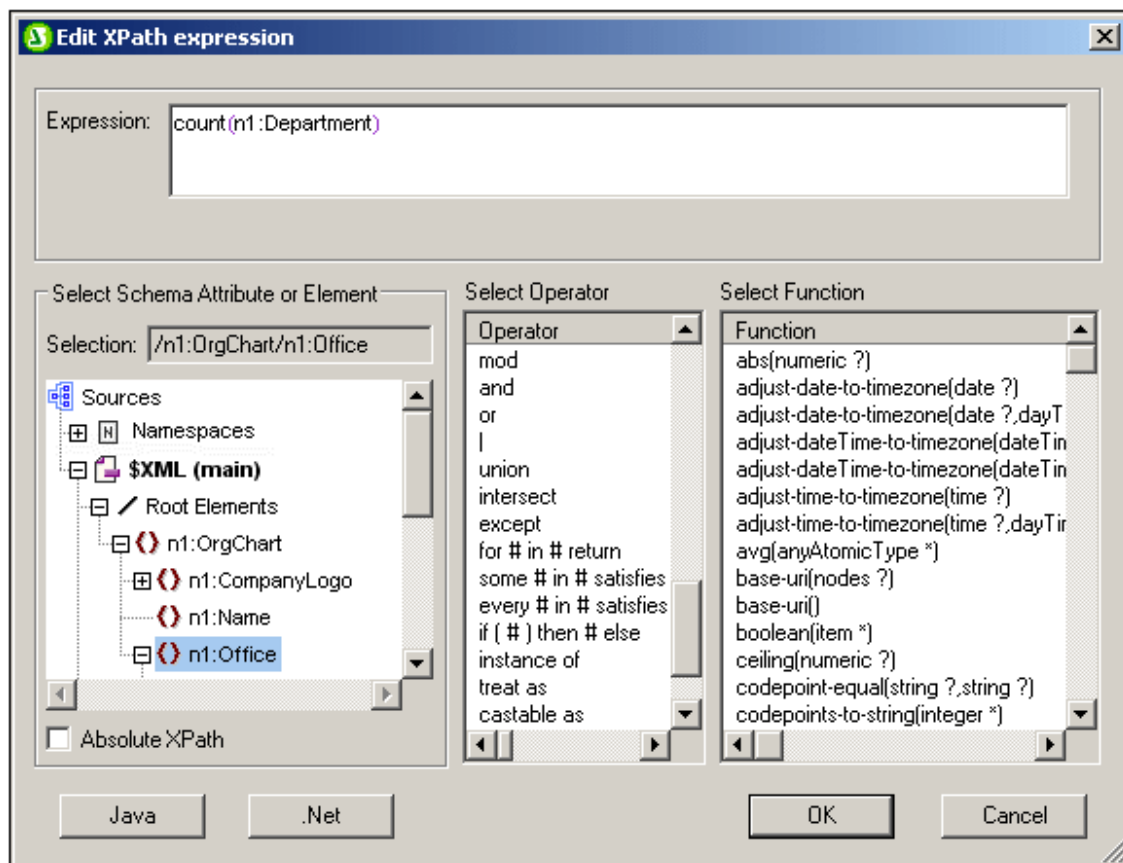 Edit XPath expression
Expression: count(n1:Department)
Select Schema Attribute or Element
Selection: /n1:OrgChart/n1:Office
Sources
Namespaces
$XML (main)
Root Elements
n1:OrgChart
n1:CompanyLogo
n1:Name
n1:Office
Absolute XPath
Select Operator
Operator
mod
and
or
|
union
intersect
except
for # in # return
some # in # satisfies
every # in # satisfies
if ( # ) then # else
instance of
treat as
castable as
Select Function
Function
abs(numeric ?)
adjust-date-to-timezone(date ?)
adjust-date-to-timezone(date ?,dayT
adjust-dateTime-to-timezone(dateTim
adjust-dateTime-to-timezone(dateTim
adjust-time-to-timezone(time ?)
adjust-time-to-timezone(time ?,dayTir
avg(anyAtomicType *)
base-uri(nodes ?)
base-uri()
boolean(item *)
ceiling(numeric ?)
codepoint-equal(string ?,string ?)
codepoints-to-string(integer *)
Java
.Net
OK
Cancel